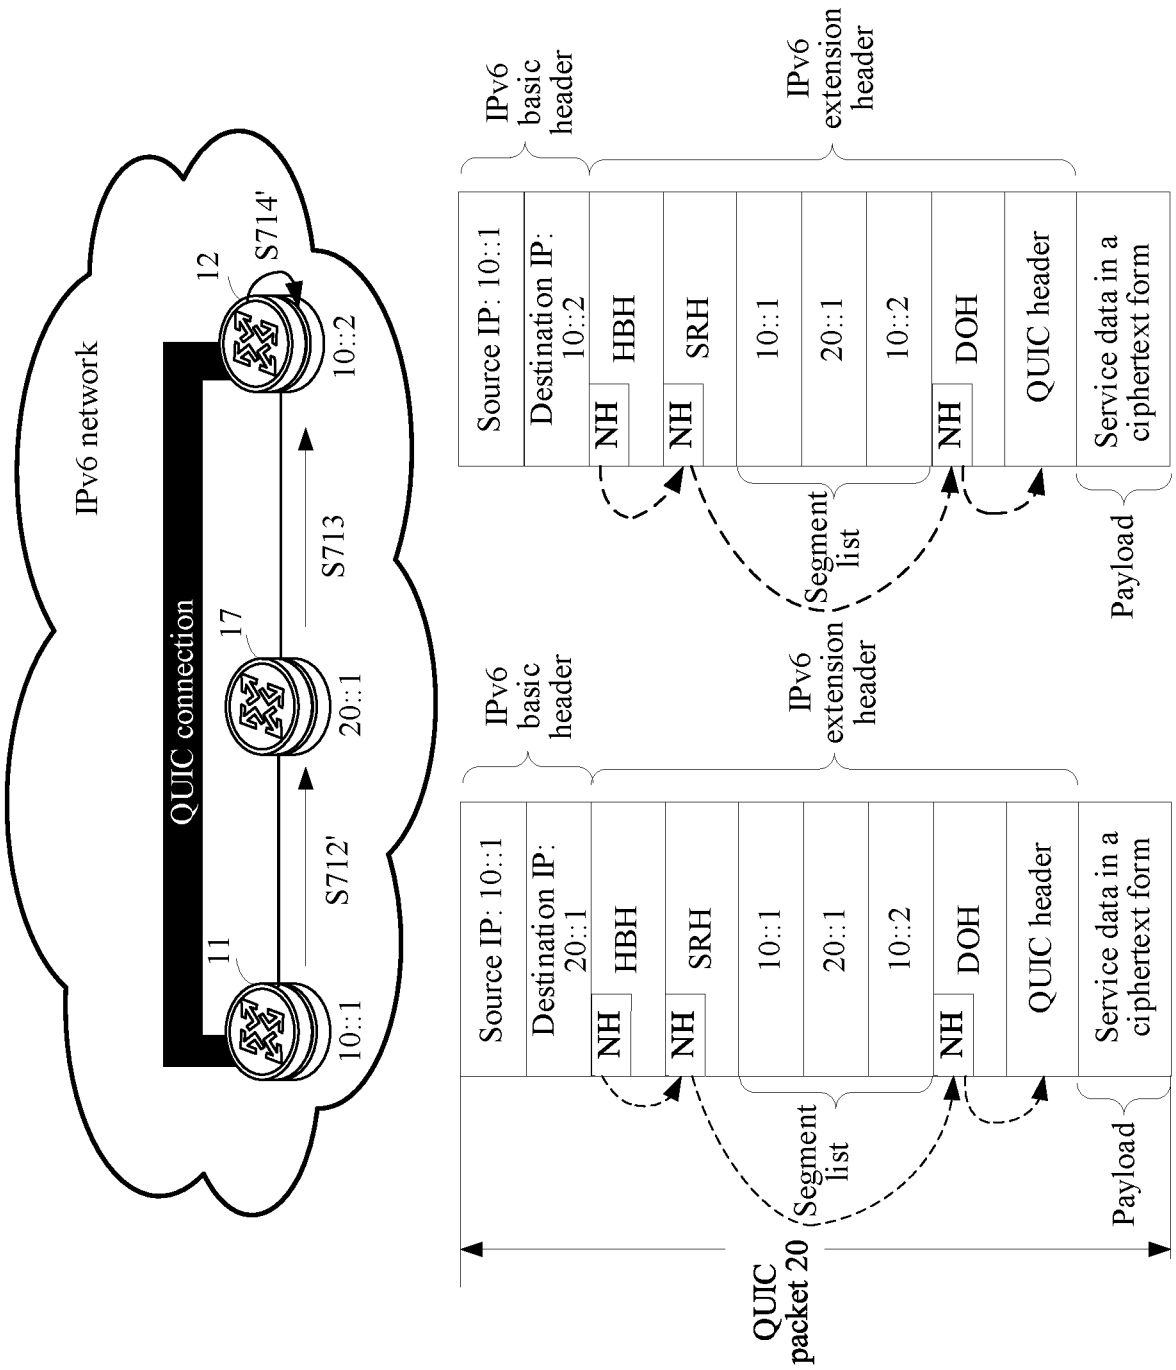 IPv6 network
QUIC connection
11
17
12
S714'
10::1
20::1
10::2
S712'
S713
QUIC
packet 20
Source IP: 10::1
Destination IP:
20::1
NH
HBH
NH
SRH
10::1
20::1
10::2
NH
DOH
QUIC header
Service data in a
ciphertext form
Segment
list
Payload
IPv6
basic
header
IPv6
extension
header
Source IP: 10::1
Destination IP:
10::2
NH
HBH
NH
SRH
10::1
20::1
10::2
NH
DOH
QUIC header
Service data in a
ciphertext form
Segment
list
Payload
IPv6
basic
header
IPv6
extension
header